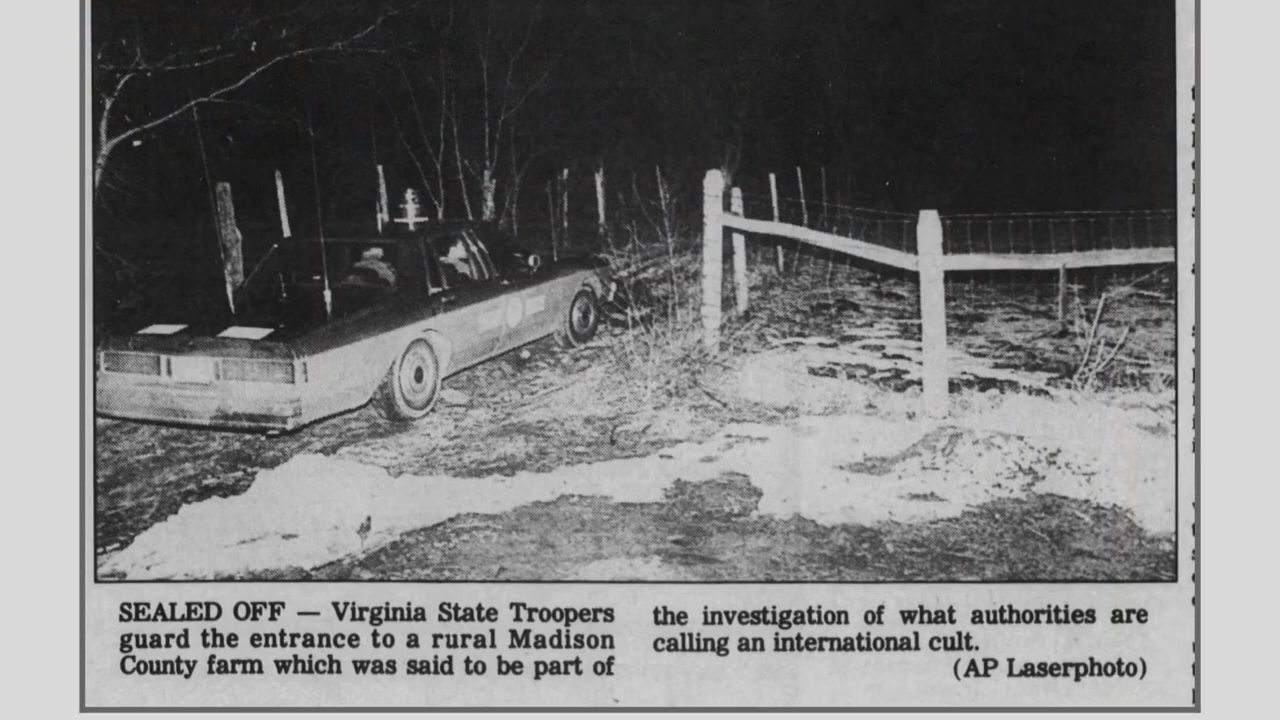 SEALED OFF — Virginia State Troopers
guard the entrance to a rural Madison
County farm which was said to be part of
the investigation of what authorities are
calling an international cult.
(AP Laserphoto)